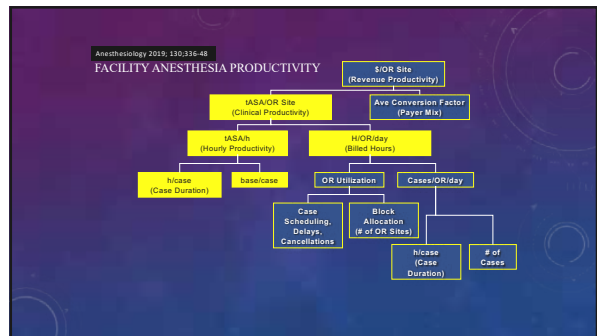 Anesthesiology 2019; 130;336-48
FACILITY ANESTHESIA PRODUCTIVITY
$/OR Site
(Revenue Productivity)
tASA/OR Site
(Clinical Productivity)
Ave Conversion Factor
(Payer Mix)
tASA/h
(Hourly Productivity)
H/OR/day
(Billed Hours)
h/case
(Case Duration)
base/case
OR Utilization
Cases/OR/day
Case
Scheduling,
Delays,
Cancellations
Block
Allocation
(# of OR Sites)
h/case
(Case
Duration)
# of
Cases